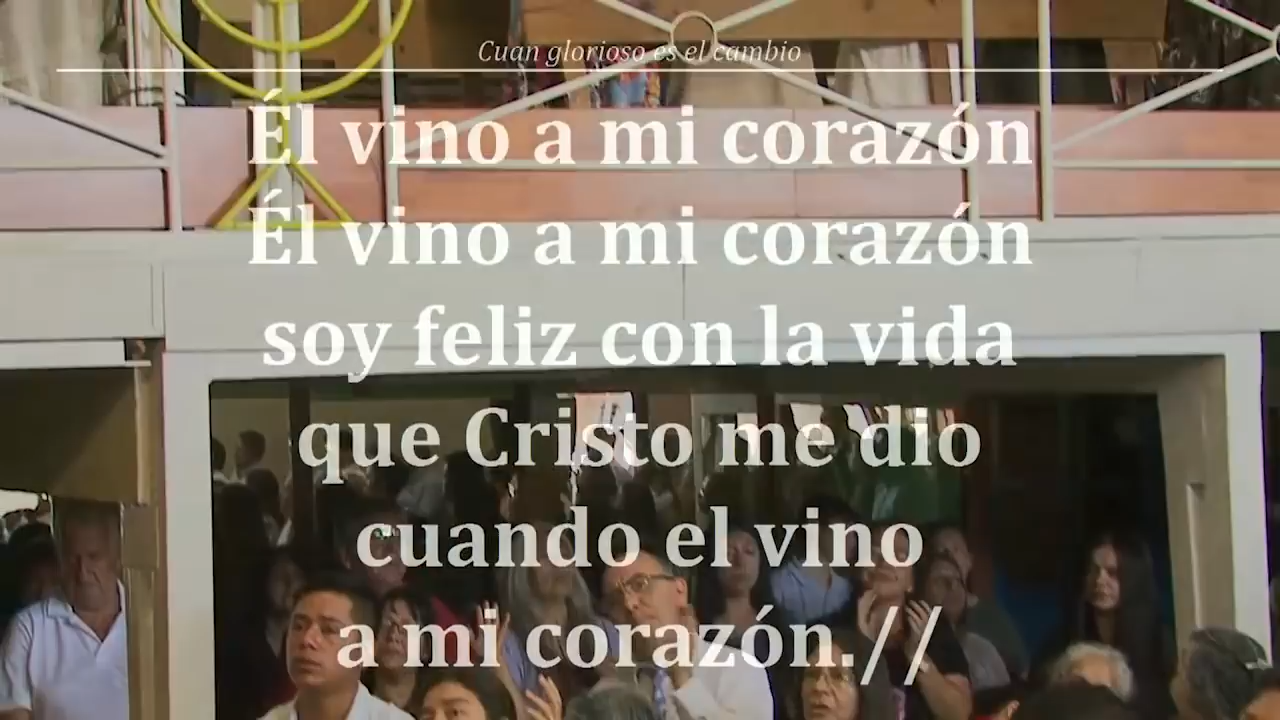 Cuan glorioso es el cambio
Él vino a mi corazón
Él vino a mi corazón
soy feliz con la vida
que Cristo me dio
cuando el vino
a mi corazón.//